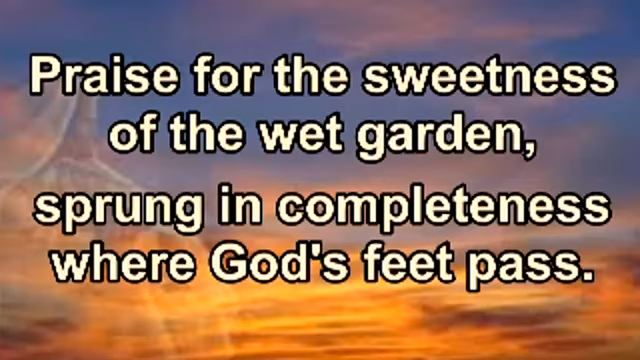 Praise for the sweetness
of the wet garden,
sprung in completeness
where God's feet pass.